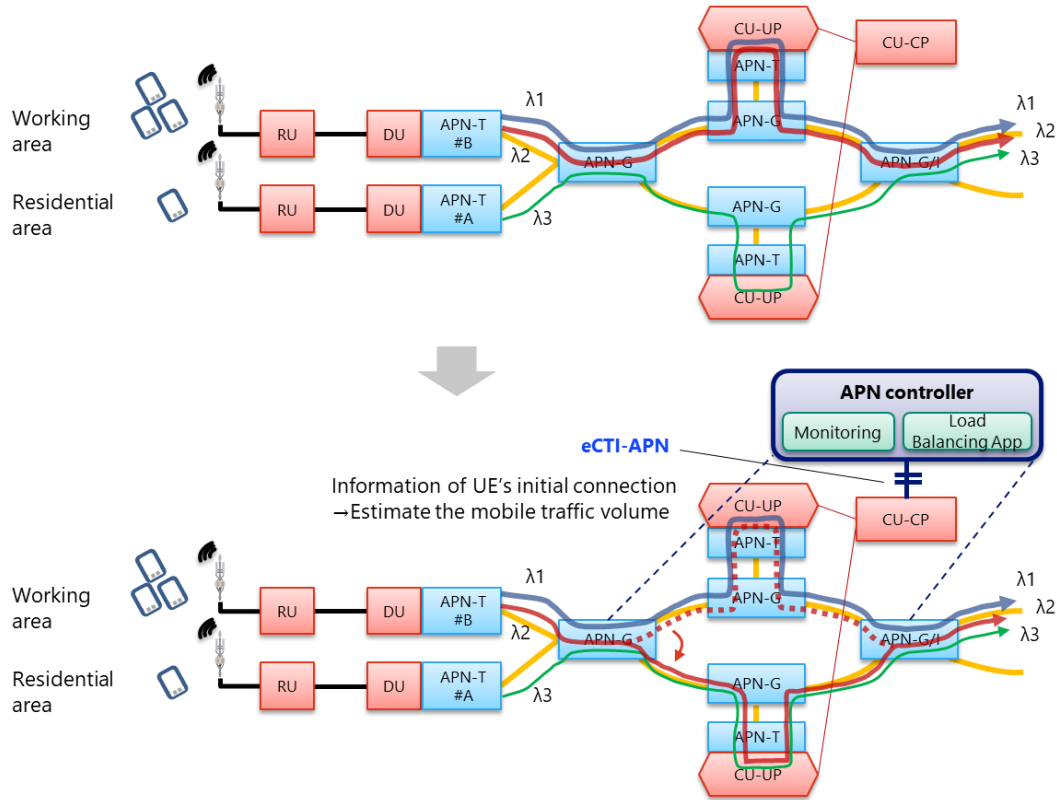 CU-UP
CU-CP
APN-T
APN-G
λ1
λ1
λ2
λ3
Working
area
RU
DU
APN-T
#B
λ2
APN-G
APN-G/I
Residential
area
RU
DU
APN-T
#A
λ3
APN-G
APN-T
CU-UP
APN controller
Monitoring
Load
Balancing App
eCTI-APN
Information of UE's initial connection
→Estimate the mobile traffic volume
CU-UP
CU-CP
APN-T
APN-G
λ1
λ1
λ2
λ3
Working
area
RU
DU
APN-T
#B
λ2
APN-G
APN-G/I
Residential
area
RU
DU
APN-T
#A
λ3
APN-G
APN-T
CU-UP